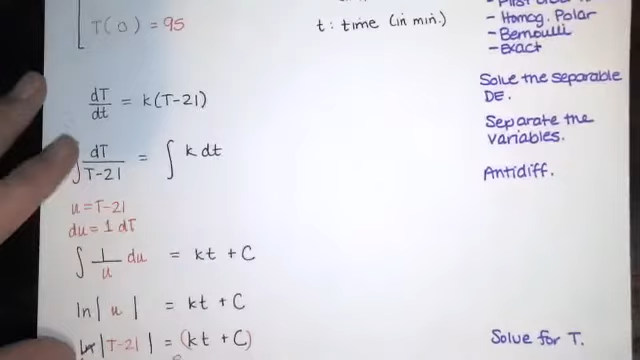 T(0) = 95
t: time (in min.)
- Homog. Polar
- Bernoulli
- Exact
dT/dt = k(T-21)
Solve the separable
DE.
Separate the
variables.
∫ dT/(T-21) = ∫ k dt
Antidiff.
u = T-21
du = 1 dT
∫ 1/u du = kt + C
ln|u| = kt + C
|T-21| = (kt + C)
Solve for T.